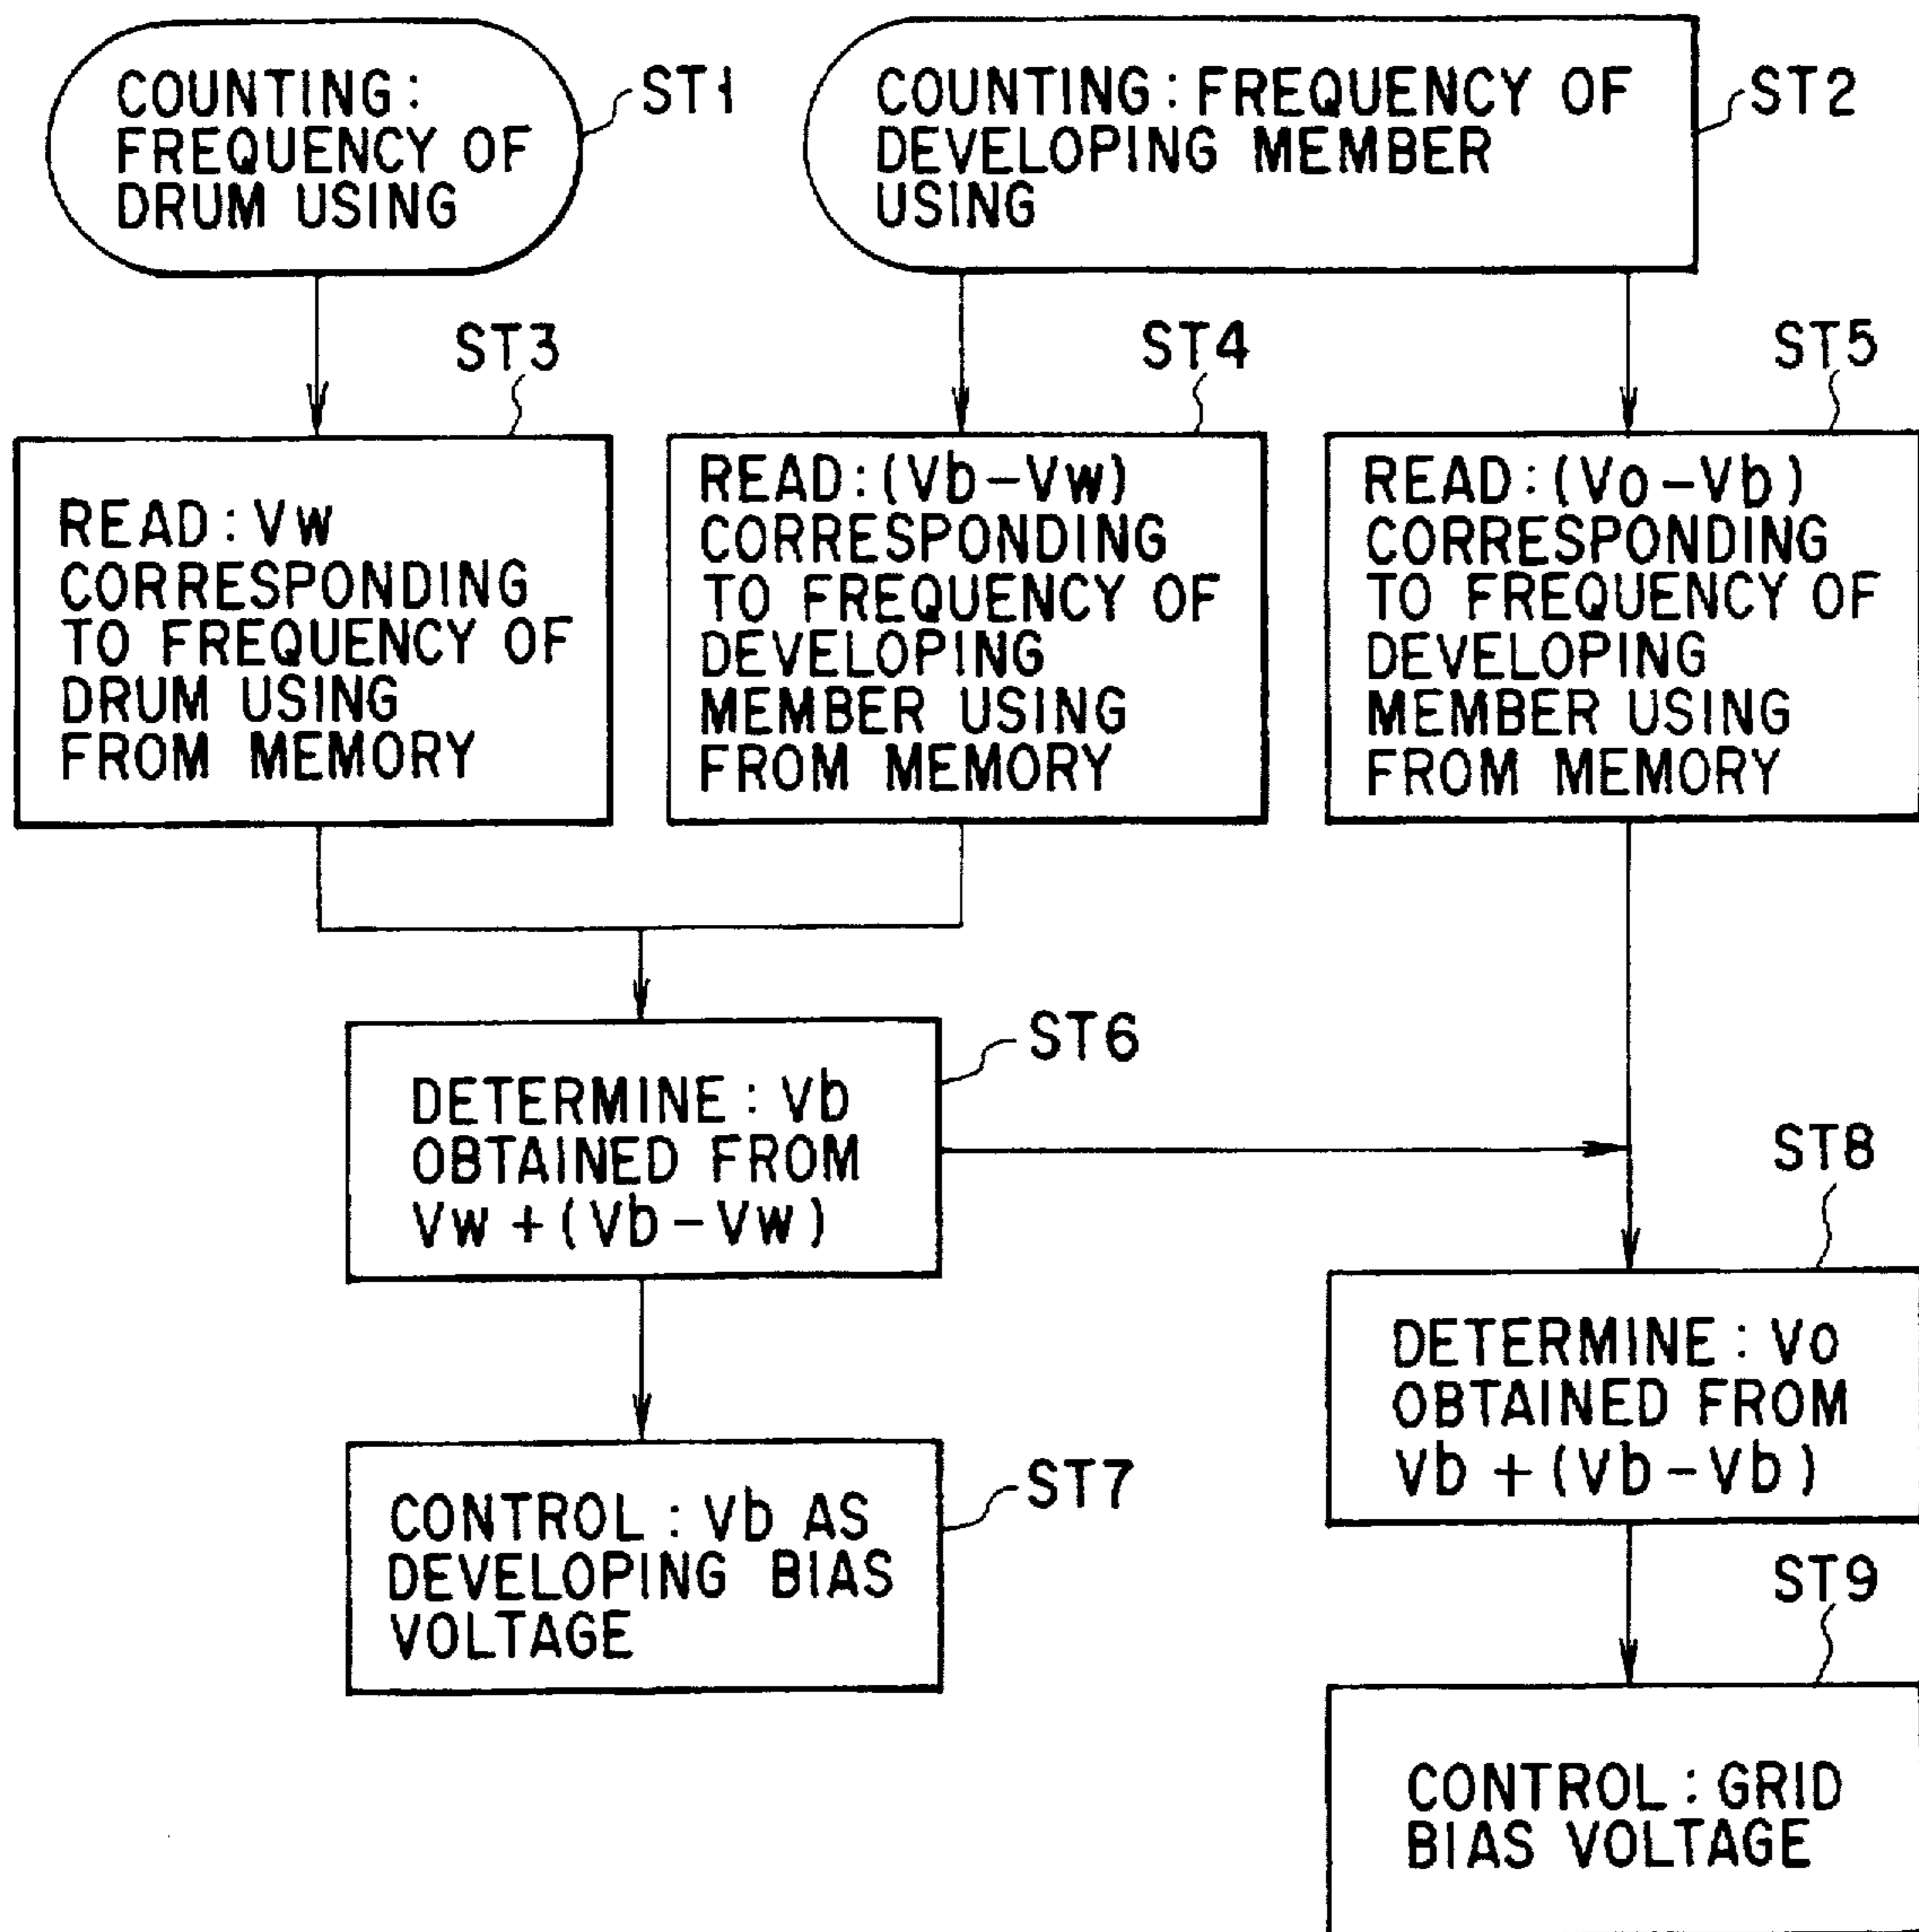 COUNTING:
FREQUENCY OF
DRUM USING
ST1
COUNTING: FREQUENCY OF
DEVELOPING MEMBER
USING
ST2
ST3
READ: Vw
CORRESPONDING
TO FREQUENCY OF
DRUM USING
FROM MEMORY
ST4
READ: (Vb-Vw)
CORRESPONDING
TO FREQUENCY OF
DEVELOPING
MEMBER USING
FROM MEMORY
ST5
READ: (Vo-Vb)
CORRESPONDING
TO FREQUENCY OF
DEVELOPING
MEMBER USING
FROM MEMORY
ST6
DETERMINE: Vb
OBTAINED FROM
Vw+(Vb-Vw)
ST7
CONTROL: Vb AS
DEVELOPING BIAS
VOLTAGE
ST8
DETERMINE: Vo
OBTAINED FROM
Vb+(Vb-Vb)
ST9
CONTROL: GRID
BIAS VOLTAGE